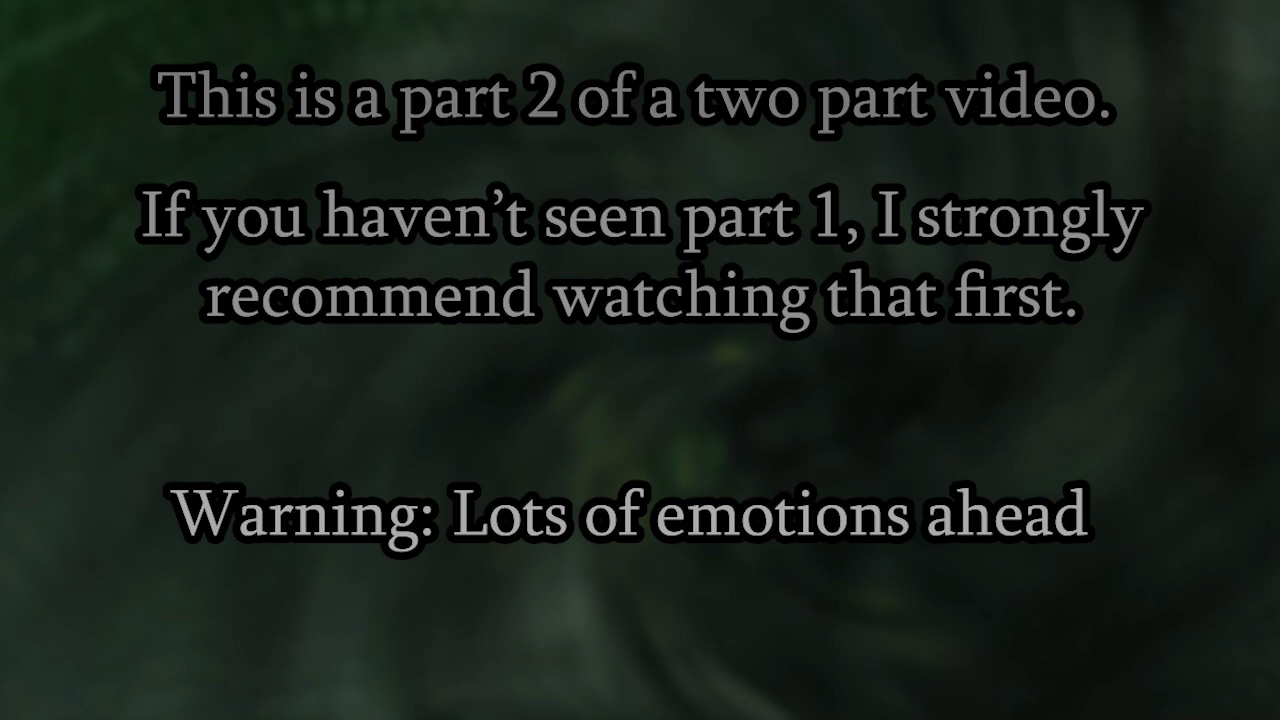 This is a part 2 of a two part video.
If you haven’t seen part 1, I strongly
recommend watching that first.
Warning: Lots of emotions ahead